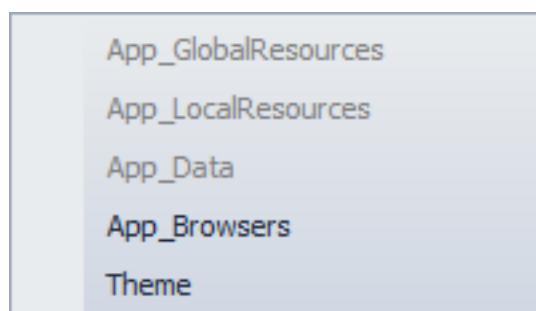 App_GlobalResources
App_LocalResources
App_Data
App_Browsers
Theme